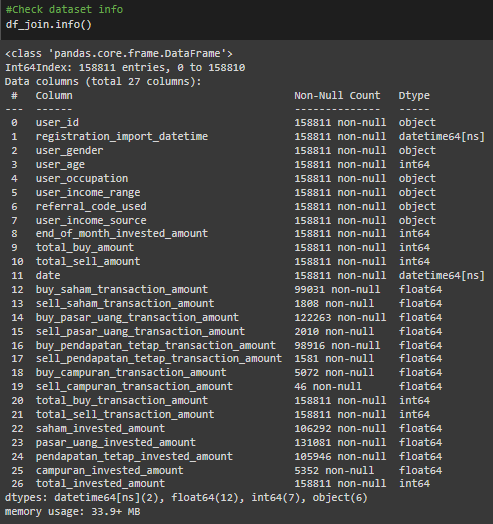 #Check dataset info
df_join.info()
<class 'pandas.core.frame.DataFrame'>
Int64Index: 158811 entries, 0 to 158810
Data columns (total 27 columns):
 #   Column                              Non-Null Count   Dtype
---  ------                              --------------   -----
 0   user_id                             158811 non-null  object
 1   registration_import_datetime        158811 non-null  datetime64[ns]
 2   user_gender                         158811 non-null  object
 3   user_age                            158811 non-null  int64
 4   user_occupation                     158811 non-null  object
 5   user_income_range                   158811 non-null  object
 6   referral_code_used                  158811 non-null  object
 7   user_income_source                  158811 non-null  object
 8   end_of_month_invested_amount        158811 non-null  int64
 9   total_buy_amount                    158811 non-null  int64
 10  total_sell_amount                   158811 non-null  int64
 11  date                                158811 non-null  datetime64[ns]
 12  buy_saham_transaction_amount        99031 non-null   float64
 13  sell_saham_transaction_amount       1808 non-null    float64
 14  buy_pasar_uang_transaction_amount   122263 non-null  float64
 15  sell_pasar_uang_transaction_amount  2010 non-null    float64
 16  buy_pendapatan_tetap_transaction_amount   98916 non-null   float64
 17  sell_pendapatan_tetap_transaction_amount  1581 non-null    float64
 18  buy_campuran_transaction_amount     5072 non-null    float64
 19  sell_campuran_transaction_amount    46 non-null      float64
 20  total_buy_transaction_amount        158811 non-null  int64
 21  total_sell_transaction_amount       158811 non-null  int64
 22  saham_invested_amount               106292 non-null  float64
 23  pasar_uang_invested_amount          131081 non-null  float64
 24  pendapatan_tetap_invested_amount    105946 non-null  float64
 25  campuran_invested_amount            5352 non-null    float64
 26  total_invested_amount               158811 non-null  int64
dtypes: datetime64[ns](2), float64(12), int64(7), object(6)
memory usage: 33.9+ MB